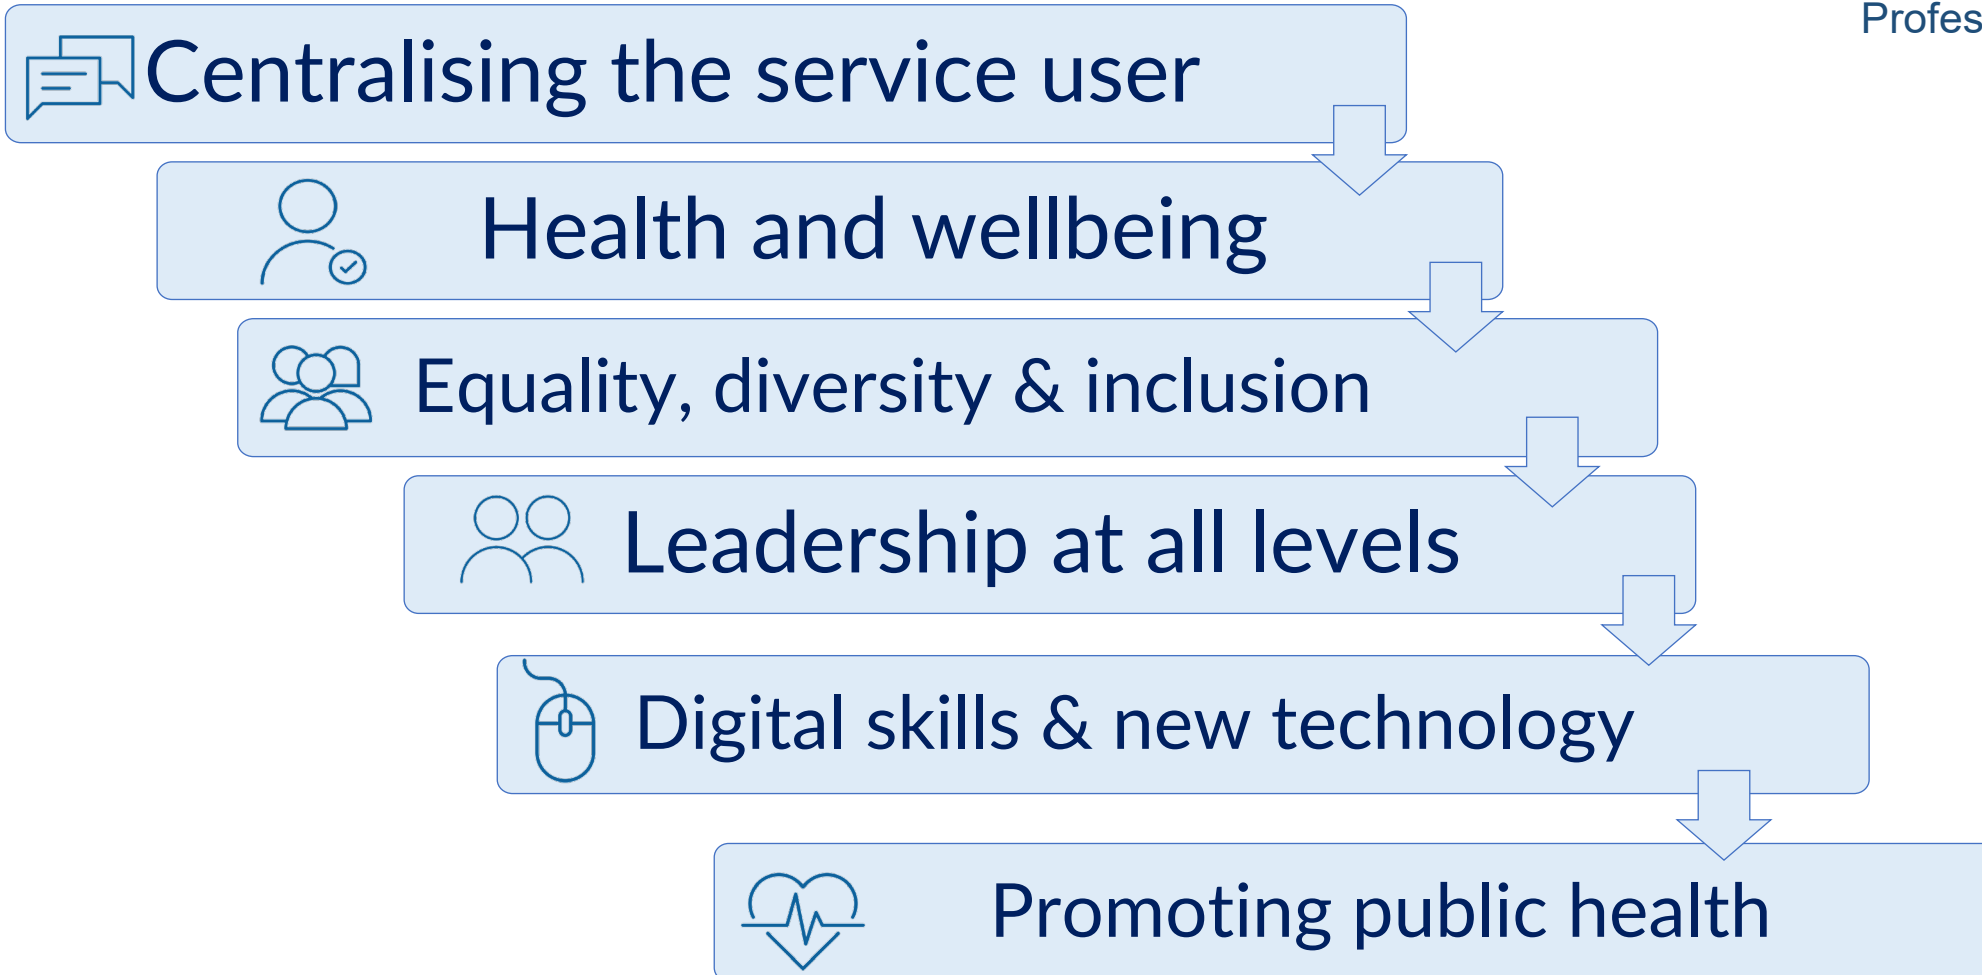 Profes
Centralising the service user
Health and wellbeing
Equality, diversity & inclusion
Leadership at all levels
Digital skills & new technology
Promoting public health